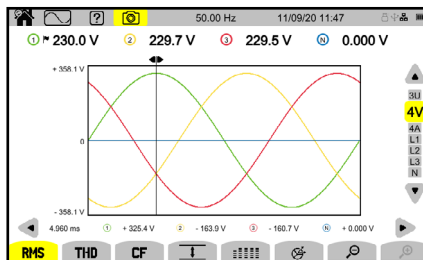 ? 50.00 Hz 11/09/20 11:47
1 230.0 V 2 229.7 V 3 229.5 V N 0.000 V
+ 358.1 V
0
- 358.1 V
3U
4V
4A
L1
L2
L3
N
4.960 ms 1 + 325.4 V 2 - 163.9 V 3 - 160.7 V N + 0.000 V
RMS THD CF